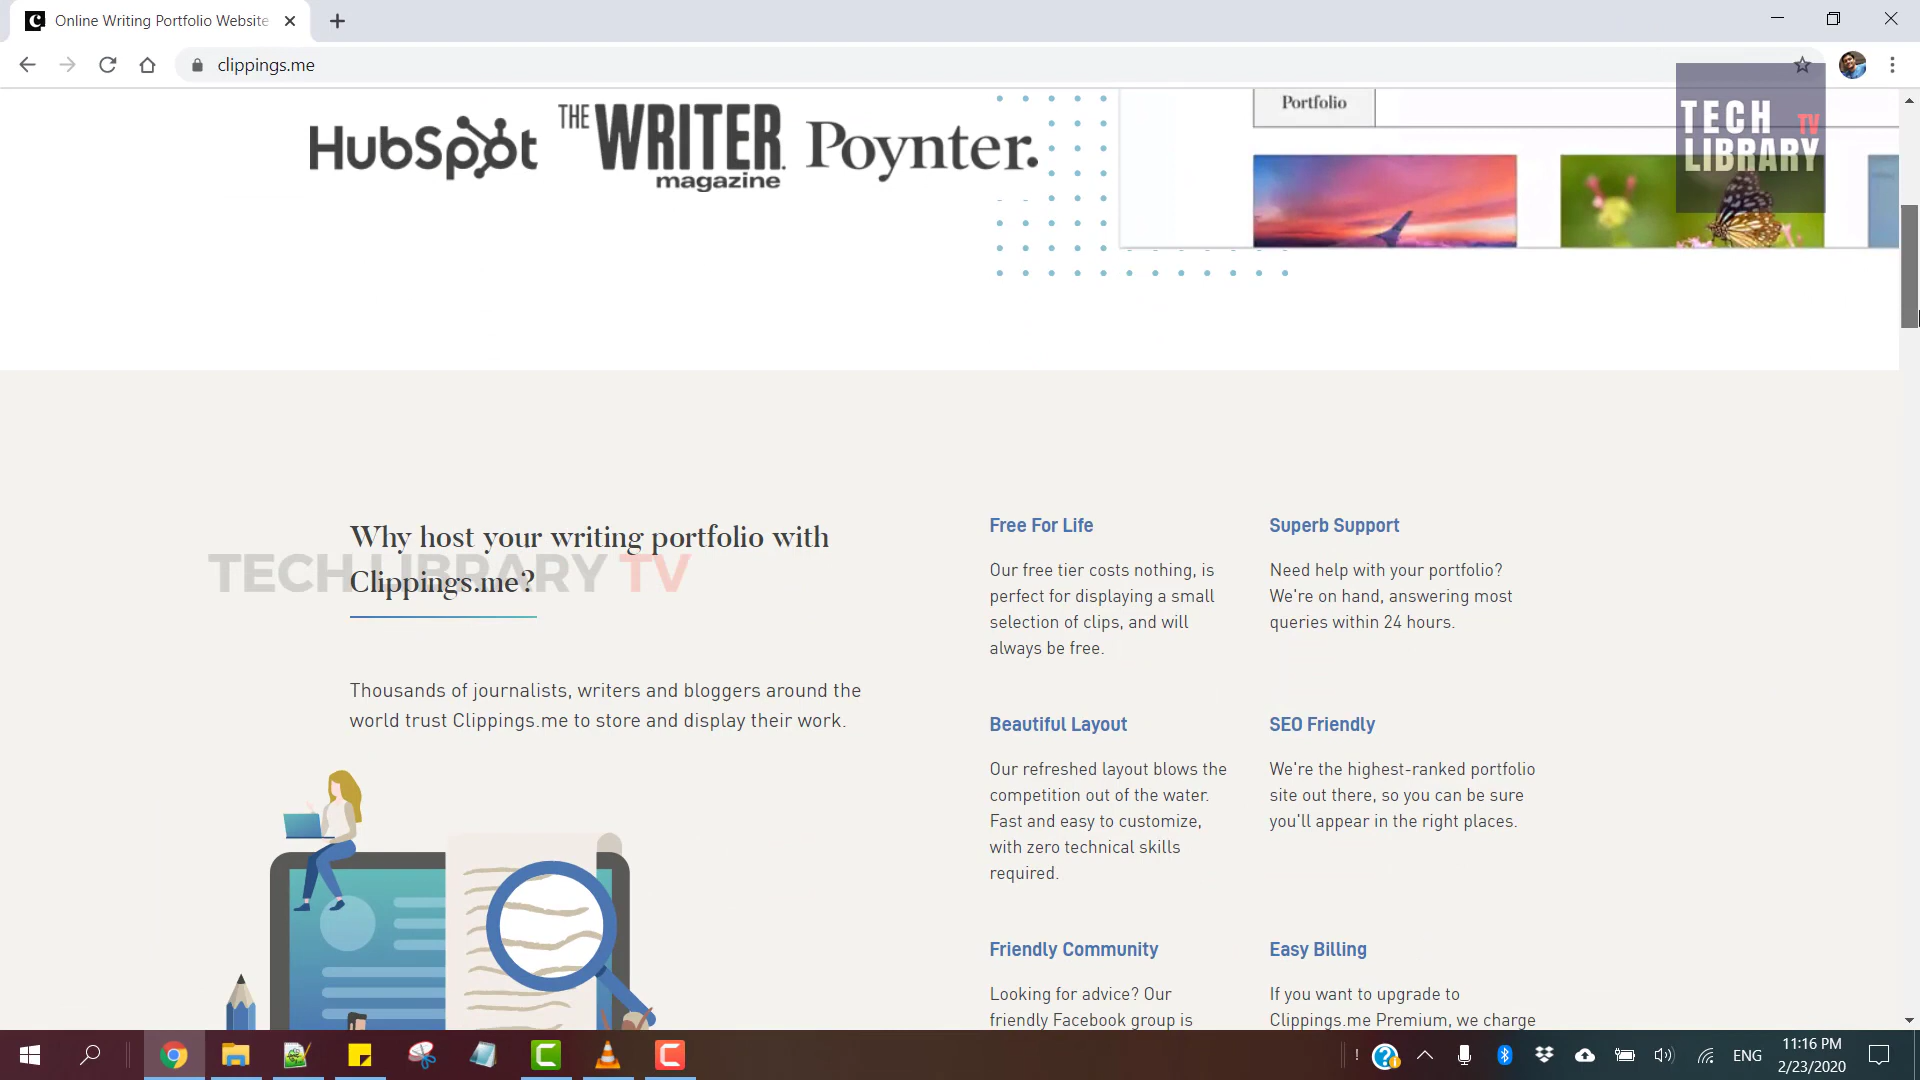 Online Writing Portfolio Website
clippings.me
HubSpot
THE WRITER magazine
Poynter.
Portfolio
TECH TV
LIBRARY
Why host your writing portfolio with
Clippings.me?
TECH LIBRARY TV
Thousands of journalists, writers and bloggers around the
world trust Clippings.me to store and display their work.
Free For Life
Our free tier costs nothing, is
perfect for displaying a small
selection of clips, and will
always be free.
Superb Support
Need help with your portfolio?
We're on hand, answering most
queries within 24 hours.
Beautiful Layout
Our refreshed layout blows the
competition out of the water.
Fast and easy to customize,
with zero technical skills
required.
SEO Friendly
We're the highest-ranked portfolio
site out there, so you can be sure
you'll appear in the right places.
Friendly Community
Looking for advice? Our
friendly Facebook group is
Easy Billing
If you want to upgrade to
Clippings.me Premium, we charge
ENG
11:16 PM
2/23/2020